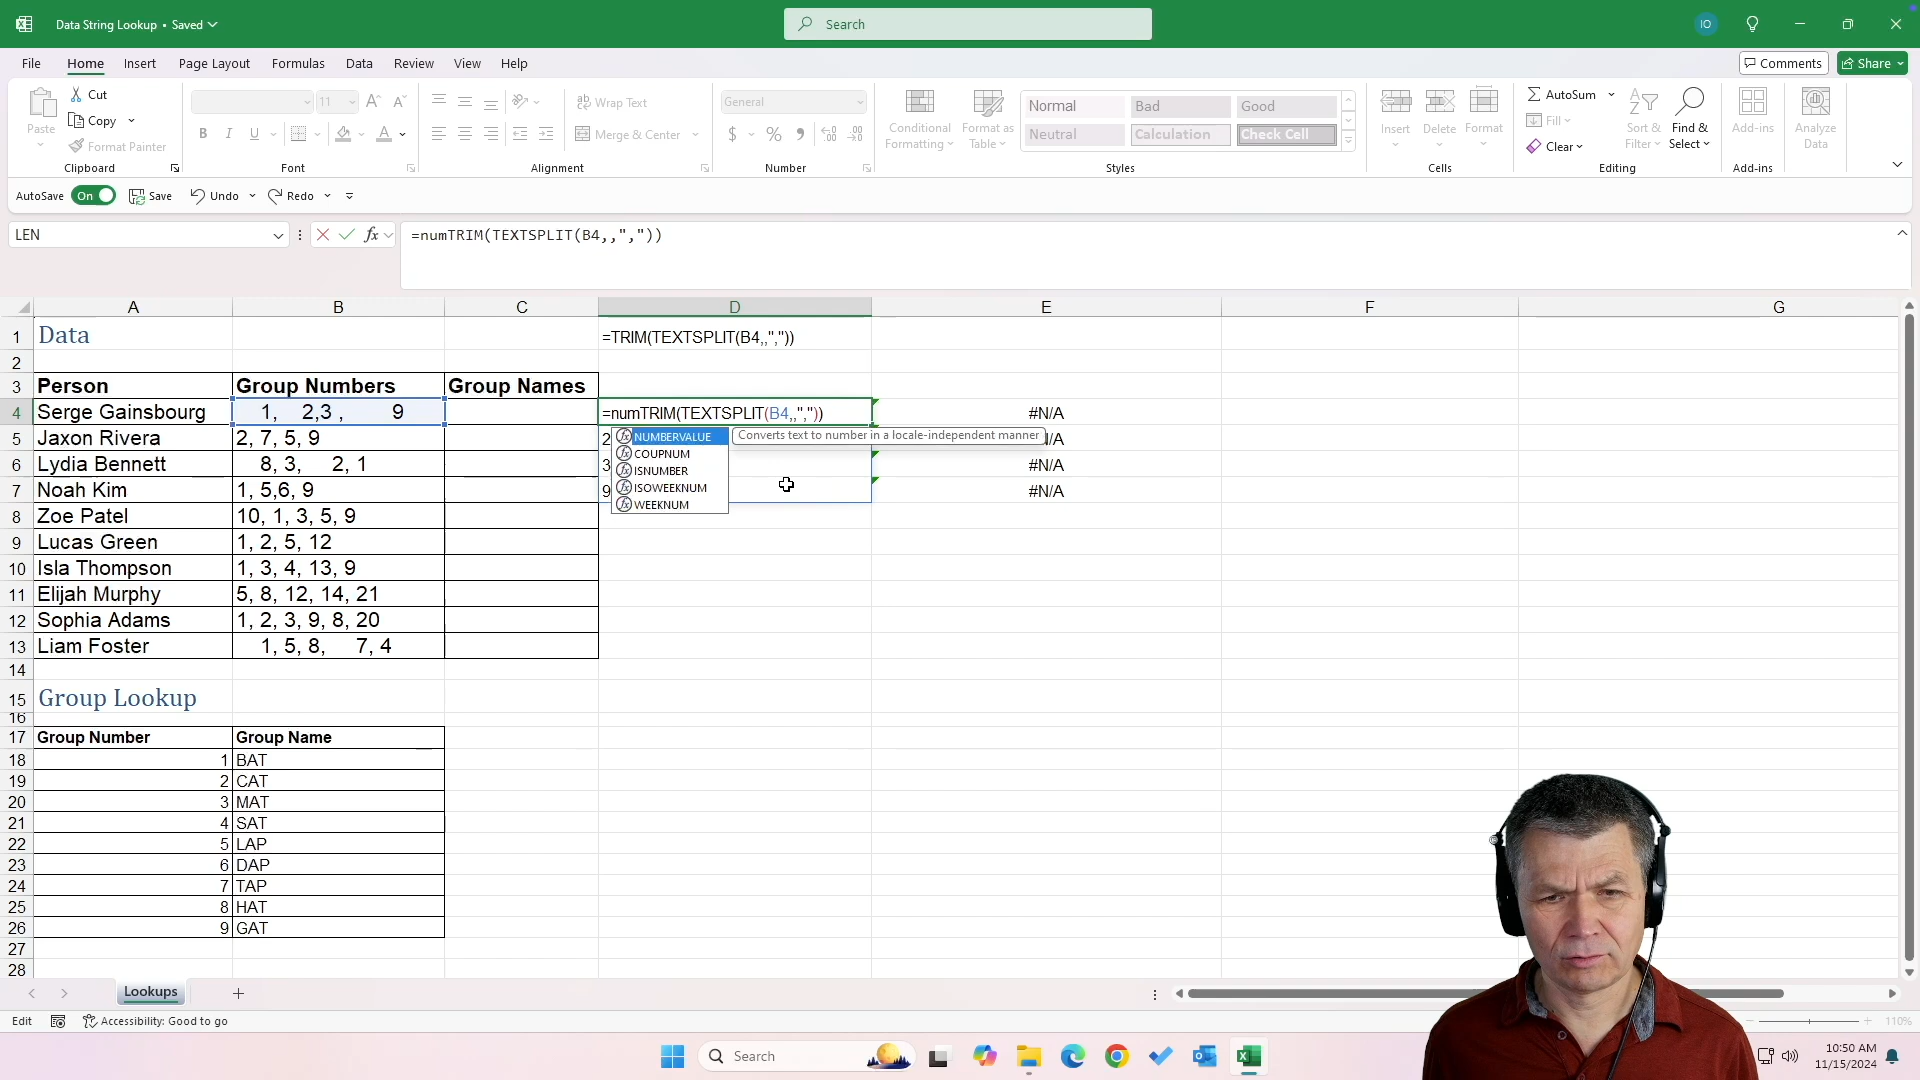 Data String Lookup • Saved
Search
IO
File Home Insert Page Layout Formulas Data Review View Help
Comments Share
Paste
Cut
Copy
Format Painter
Clipboard
11
B I U
Font
Wrap Text
Merge & Center
Alignment
General
$ % ,
Number
Conditional Formatting
Format as Table
Normal Bad Good
Neutral Calculation Check Cell
Styles
Insert Delete Format
Cells
AutoSum
Fill
Clear
Sort & Filter
Find & Select
Editing
Add-ins
Add-ins
Analyze Data
AutoSave On Save Undo Redo
LEN
fx
=numTRIM(TEXTSPLIT(B4,,","))
A B C D E F G
1 Data =TRIM(TEXTSPLIT(B4,,","))
2
3 Person Group Numbers Group Names
4 Serge Gainsbourg 1, 2,3 , 9 =numTRIM(TEXTSPLIT(B4,,",")) #N/A
5 Jaxon Rivera 2, 7, 5, 9 2 /A
6 Lydia Bennett 8, 3, 2, 1 3 #N/A
7 Noah Kim 1, 5,6, 9 9 #N/A
NUMBERVALUE
Converts text to number in a locale-independent manner
COUPNUM
ISNUMBER
ISOWEEKNUM
WEEKNUM
8 Zoe Patel 10, 1, 3, 5, 9
9 Lucas Green 1, 2, 5, 12
10 Isla Thompson 1, 3, 4, 13, 9
11 Elijah Murphy 5, 8, 12, 14, 21
12 Sophia Adams 1, 2, 3, 9, 8, 20
13 Liam Foster 1, 5, 8, 7, 4
14
15 Group Lookup
16
17 Group Number Group Name
18 1 BAT
19 2 CAT
20 3 MAT
21 4 SAT
22 5 LAP
23 6 DAP
24 7 TAP
25 8 HAT
26 9 GAT
27
28
Lookups
Edit Accessibility: Good to go
110%
Search
10:50 AM
11/15/2024